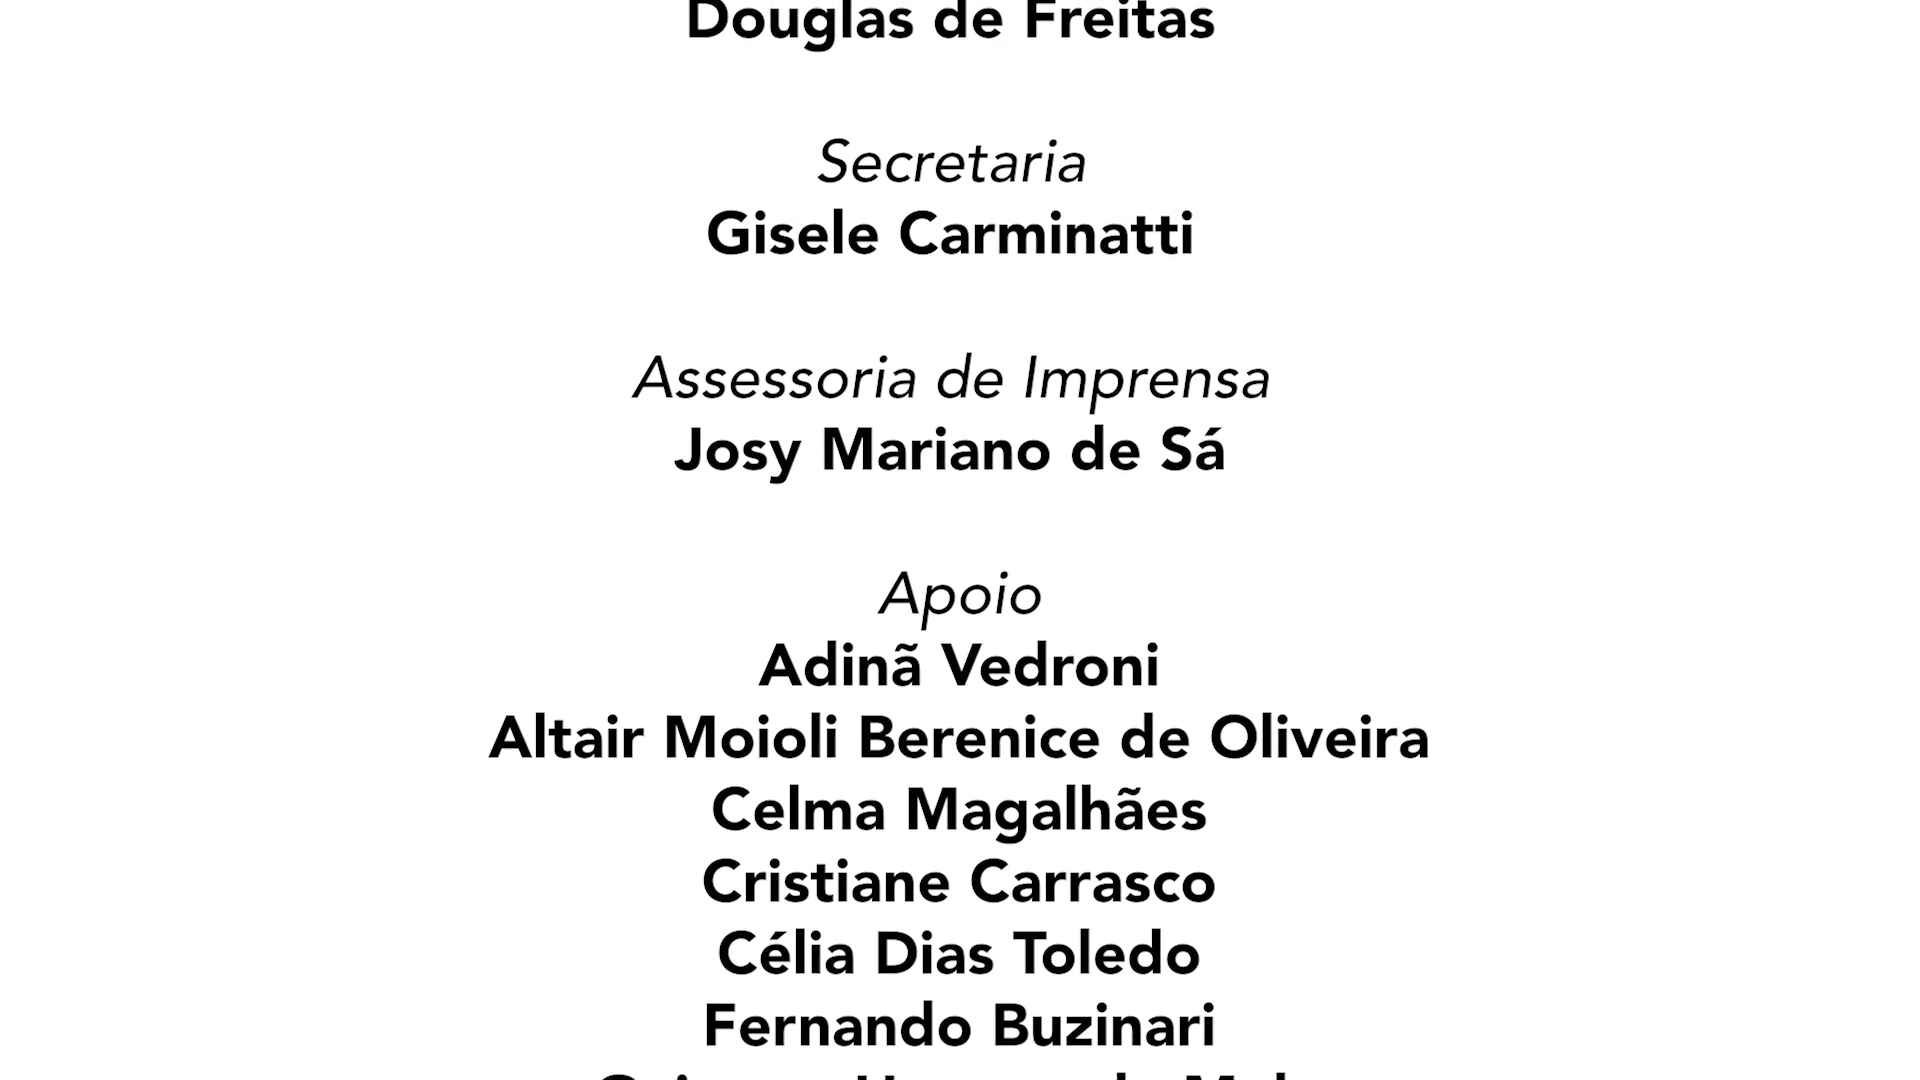 Douglas de Freitas
Secretaria
Gisele Carminatti
Assessoria de Imprensa
Josy Mariano de Sá
Apoio
Adinã Vedroni
Altair Moioli Berenice de Oliveira
Celma Magalhães
Cristiane Carrasco
Célia Dias Toledo
Fernando Buzinari